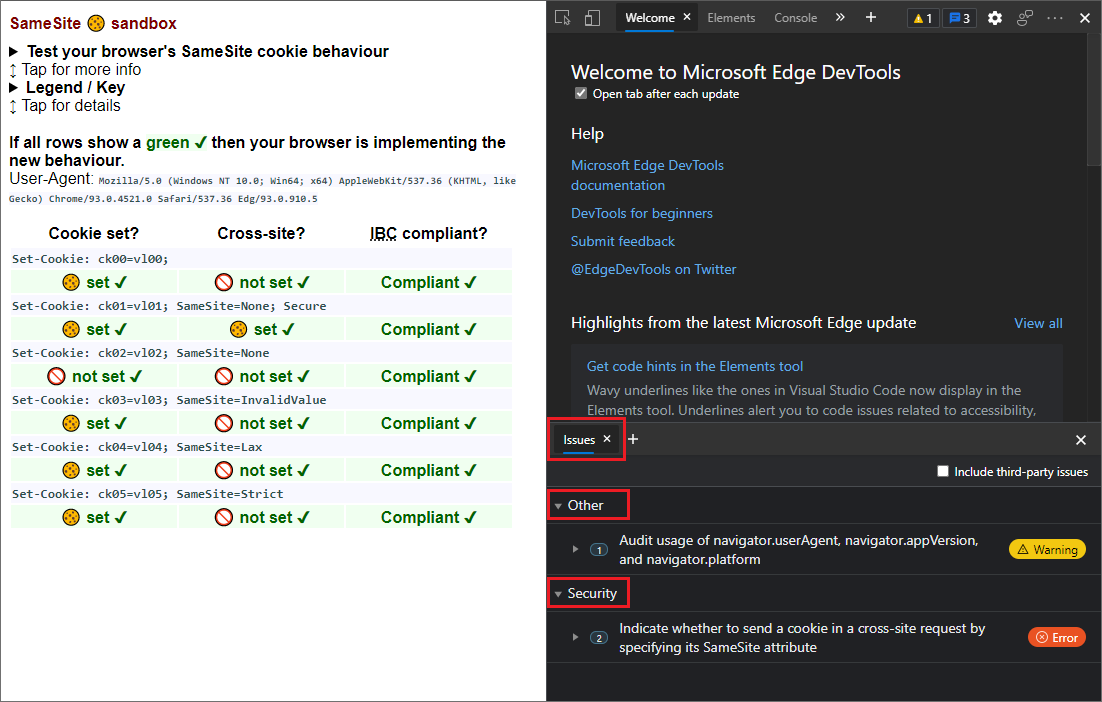 SameSite 🍪 sandbox
▶ Test your browser's SameSite cookie behaviour
↕ Tap for more info
▶ Legend / Key
↕ Tap for details
If all rows show a green ✔ then your browser is implementing the
new behaviour.
User-Agent: Mozilla/5.0 (Windows NT 10.0; Win64; x64) AppleWebKit/537.36 (KHTML, like
Gecko) Chrome/93.0.4521.0 Safari/537.36 Edg/93.0.910.5
Cookie set? Cross-site? IBC compliant?
Set-Cookie: ck00=vl00;
🍪 set ✔ 🚫 not set ✔ Compliant ✔
Set-Cookie: ck01=vl01; SameSite=None; Secure
🍪 set ✔ 🍪 set ✔ Compliant ✔
Set-Cookie: ck02=vl02; SameSite=None
🚫 not set ✔ 🚫 not set ✔ Compliant ✔
Set-Cookie: ck03=vl03; SameSite=InvalidValue
🍪 set ✔ 🚫 not set ✔ Compliant ✔
Set-Cookie: ck04=vl04; SameSite=Lax
🍪 set ✔ 🚫 not set ✔ Compliant ✔
Set-Cookie: ck05=vl05; SameSite=Strict
🍪 set ✔ 🚫 not set ✔ Compliant ✔
Welcome × Elements Console » + 1 3 ··· ×
Welcome to Microsoft Edge DevTools
Open tab after each update
Help
Microsoft Edge DevTools
documentation
DevTools for beginners
Submit feedback
@EdgeDevTools on Twitter
Highlights from the latest Microsoft Edge update View all
Get code hints in the Elements tool
Wavy underlines like the ones in Visual Studio Code now display in the
Elements tool. Underlines alert you to code issues related to accessibility,
Issues × + ×
Include third-party issues
Other
1 Audit usage of navigator.userAgent, navigator.appVersion,
and navigator.platform
Warning
Security
2 Indicate whether to send a cookie in a cross-site request by
specifying its SameSite attribute
Error